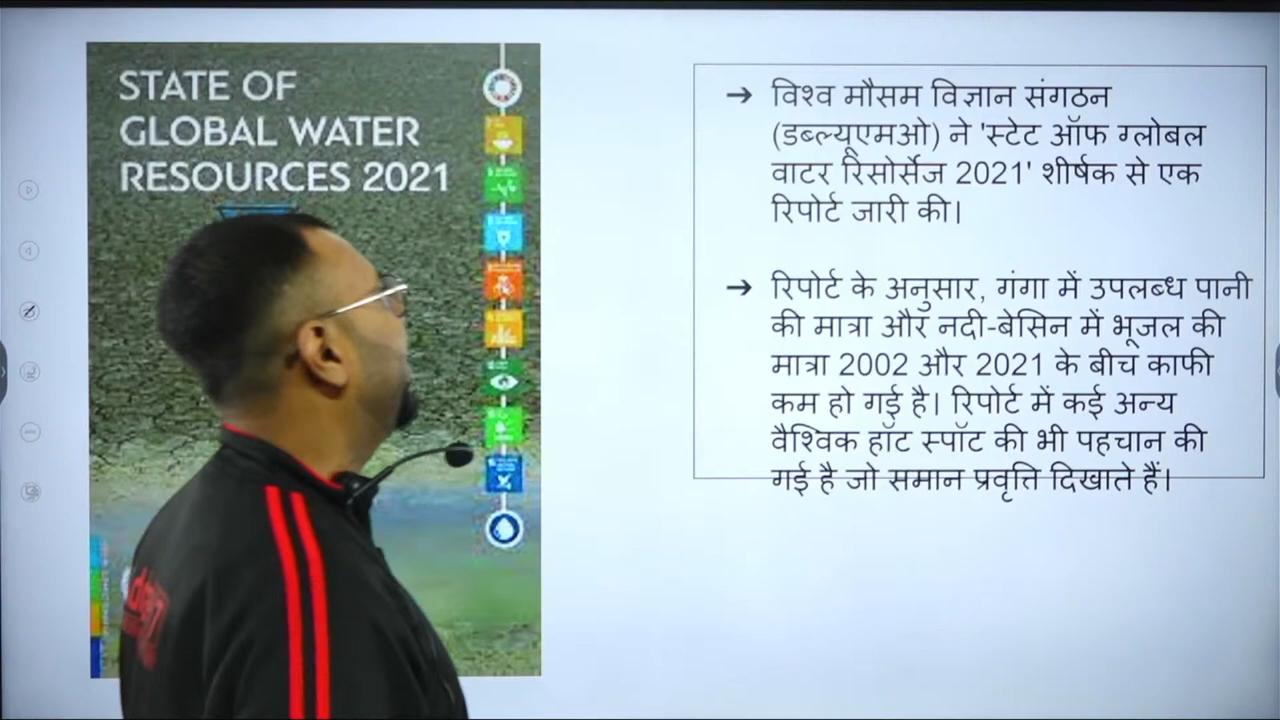 STATE OF
GLOBAL WATER
RESOURCES 2021
➔ विश्व मौसम विज्ञान संगठन
(डब्ल्यूएमओ) ने 'स्टेट ऑफ ग्लोबल
वाटर रिसोर्सेज 2021' शीर्षक से एक
रिपोर्ट जारी की।
➔ रिपोर्ट के अनुसार, गंगा में उपलब्ध पानी
की मात्रा और नदी-बेसिन में भूजल की
मात्रा 2002 और 2021 के बीच काफी
कम हो गई है। रिपोर्ट में कई अन्य
वैश्विक हॉट स्पॉट की भी पहचान की
गई है जो समान प्रवृत्ति दिखाते हैं।